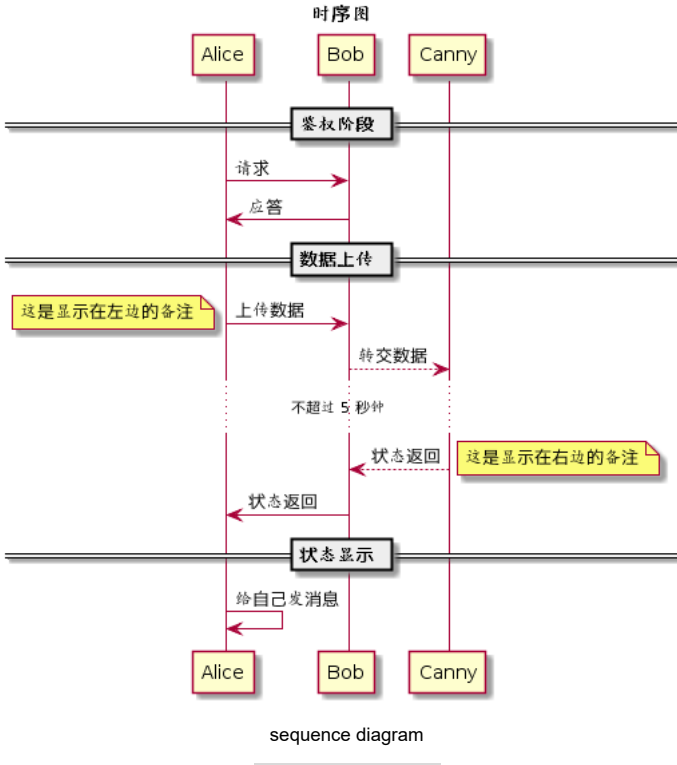 时序图
Alice
Bob
Canny
鉴权阶段
请求
应答
数据上传
这是显示在左边的备注
上传数据
转交数据
不超过 5 秒钟
状态返回
这是显示在右边的备注
状态返回
状态显示
给自己发消息
Alice
Bob
Canny
sequence diagram